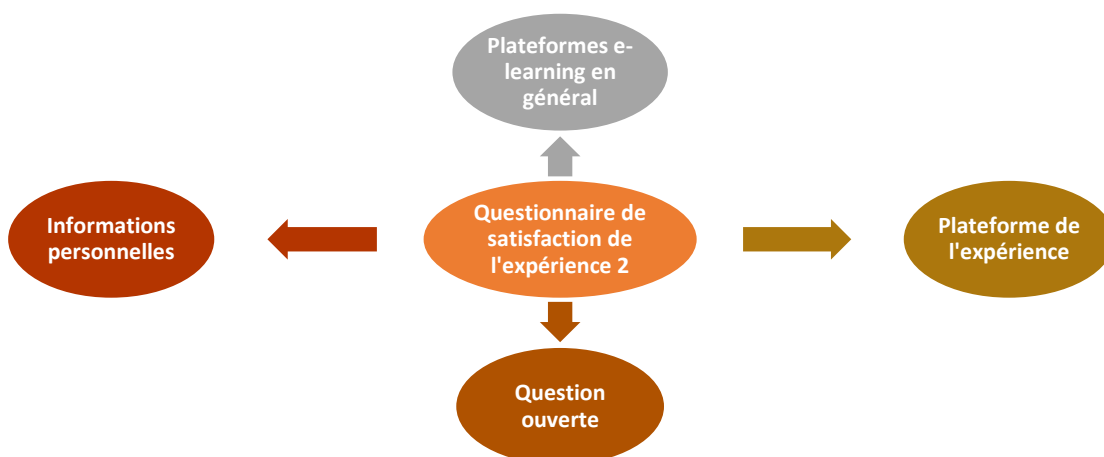 Plateformes e-
learning en
général
Informations
personnelles
Questionnaire de
satisfaction de
l'expérience 2
Plateforme de
l'expérience
Question
ouverte